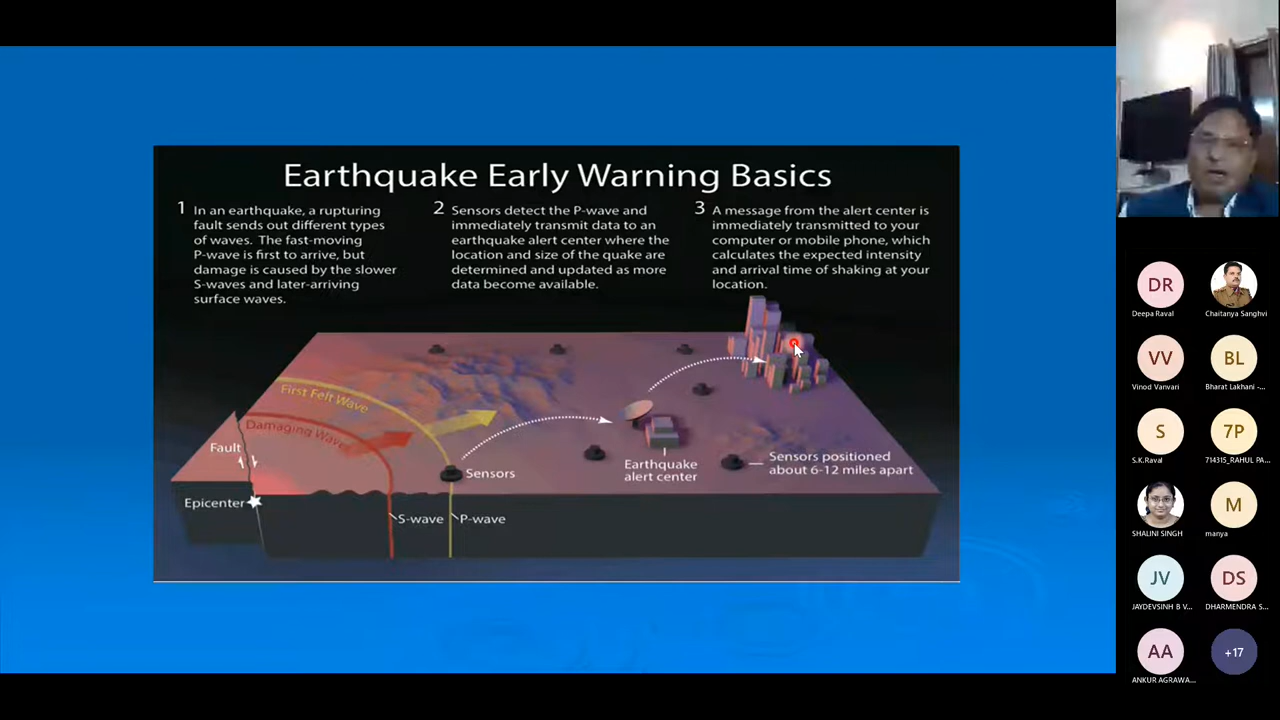 Earthquake Early Warning Basics
1 In an earthquake, a rupturing
fault sends out different types
of waves. The fast-moving
P-wave is first to arrive, but
damage is caused by the slower
S-waves and later-arriving
surface waves.
2 Sensors detect the P-wave and
immediately transmit data to an
earthquake alert center where the
location and size of the quake are
determined and updated as more
data become available.
3 A message from the alert center is
immediately transmitted to your
computer or mobile phone, which
calculates the expected intensity
and arrival time of shaking at your
location.
First Felt Wave
Damaging Wave
Fault
Epicenter
S-wave
P-wave
Sensors
Earthquake
alert center
Sensors positioned
about 6-12 miles apart
DR
Deepa Raval
Chaitanya Sanghvi
VV
Vinod Vanvari
BL
Bharat Lakhani -...
S
S.K.Raval
7P
714315_RAHUL PA...
SHALINI SINGH
M
manya
JV
JAYDEVSINH B V...
DS
DHARMENDRA S...
AA
ANKUR AGRAWA...
+17